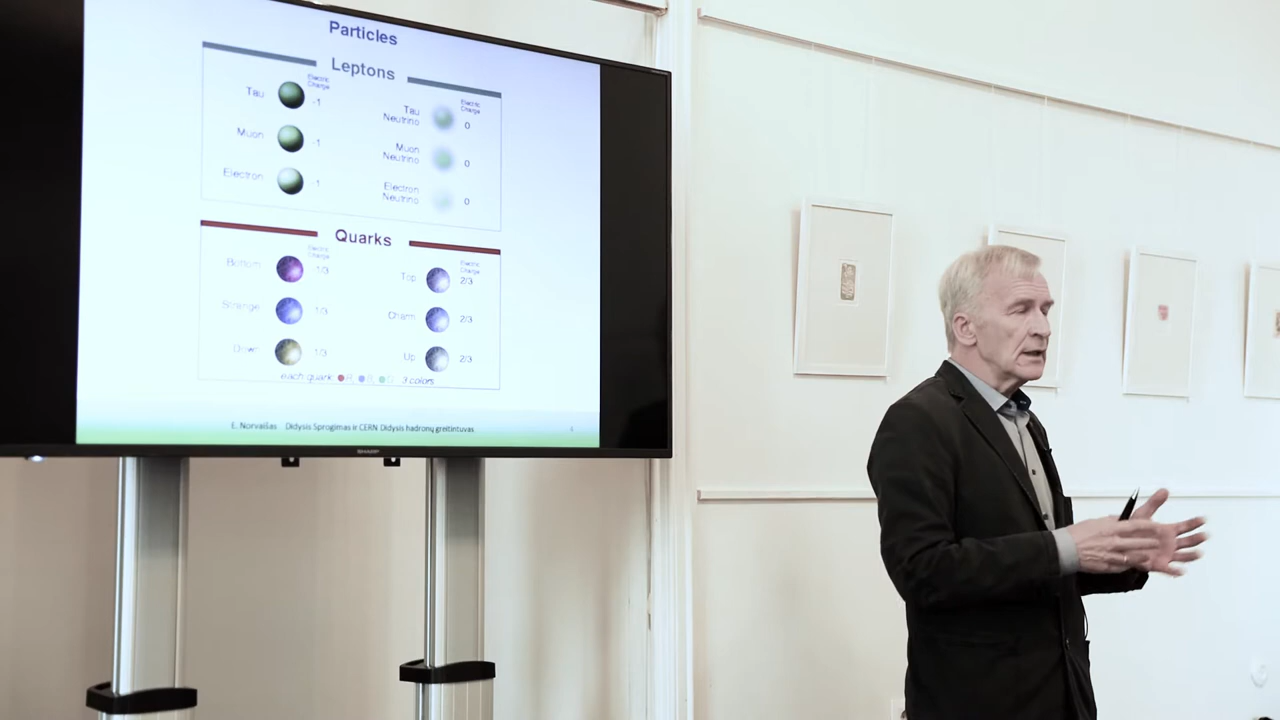 Particles
Leptons
Electric
Charge
Tau
-1
Muon
-1
Electron
-1
Electric
Charge
Tau
Neutrino
0
Muon
Neutrino
0
Electron
Neutrino
0
Quarks
Electric
Charge
Bottom
-1/3
Strange
-1/3
Down
-1/3
Electric
Charge
Top
2/3
Charm
2/3
Up
2/3
each quark: R, B, G 3 colors
E. Norvaišas Didysis Sprogimas ir CERN Didysis hadronų greitintuvas
SHARP